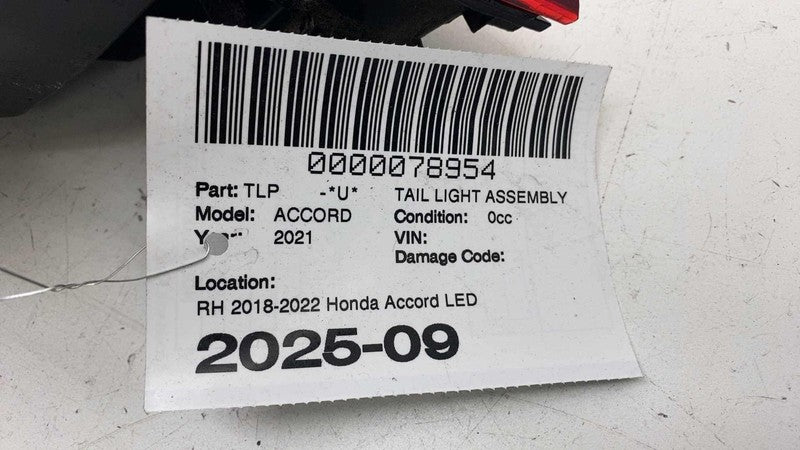 0000078954
Part: TLP -*U* TAIL LIGHT ASSEMBLY
Model: ACCORD Condition: 0cc
2021 VIN:
Damage Code:
Location:
RH 2018-2022 Honda Accord LED
2025-09